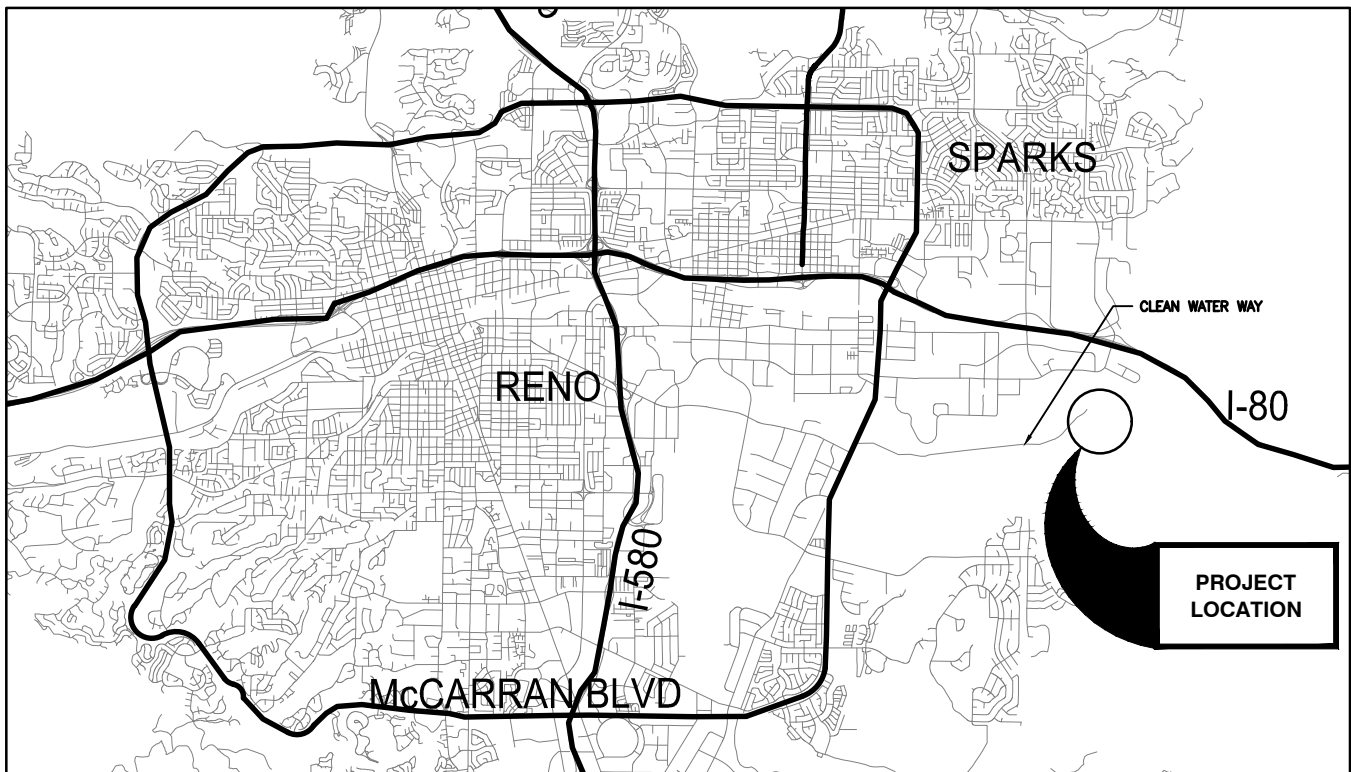 SPARKS
CLEAN WATER WAY
RENO
I-80
I-580
PROJECT
LOCATION
McCARRAN BLVD